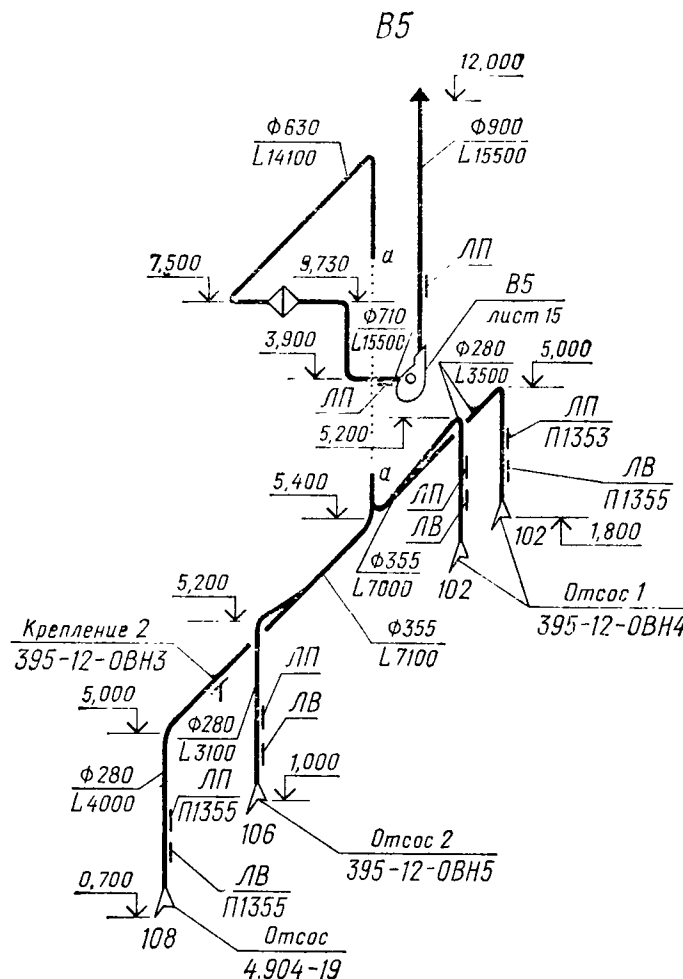 В5
12,000
Ф630
L14100
Ф900
L15500
а
ЛП
7,500
9,730
Ф710
L15500
В5
лист 15
3,900
ЛП
Ф280
L3500
5,000
5,200
ЛП
П1353
5,400
а
ЛП
ЛВ
ЛВ
П1355
102
1,800
Ф355
L7000
102
Отсос 1
395-12-ОВН4
5,200
Ф355
L7100
Крепление 2
395-12-ОВН3
ЛП
5,000
Ф280
L3100
ЛВ
Ф280
L4000
ЛП
П1355
1,000
106
Отсос 2
395-12-ОВН5
0,700
ЛВ
П1355
108
Отсос
4.904-19